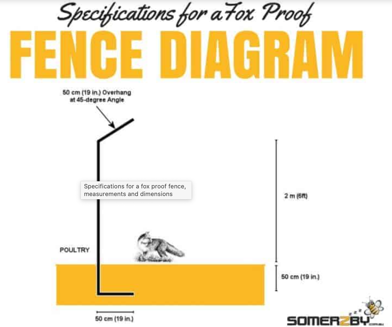 Specifications for a Fox Proof
FENCE DIAGRAM
50 cm (19 in.) Overhang
at 45-degree Angle
Specifications for a fox proof fence,
measurements and dimensions
2 m (6ft)
POULTRY
50 cm (19 in.)
50 cm (19 in.)
SOMERZBY